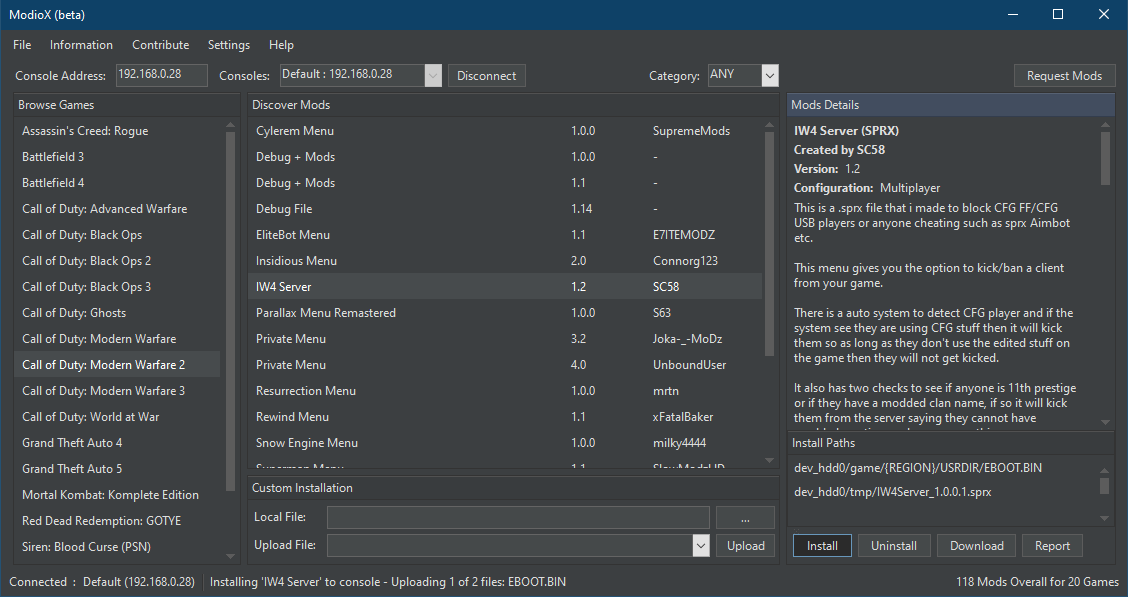 ModioX (beta)
File Information Contribute Settings Help
Console Address: 192.168.0.28 Consoles: Default : 192.168.0.28 Disconnect Category: ANY Request Mods
Browse Games
Assassin's Creed: Rogue
Battlefield 3
Battlefield 4
Call of Duty: Advanced Warfare
Call of Duty: Black Ops
Call of Duty: Black Ops 2
Call of Duty: Black Ops 3
Call of Duty: Ghosts
Call of Duty: Modern Warfare
Call of Duty: Modern Warfare 2
Call of Duty: Modern Warfare 3
Call of Duty: World at War
Grand Theft Auto 4
Grand Theft Auto 5
Mortal Kombat: Komplete Edition
Red Dead Redemption: GOTYE
Siren: Blood Curse (PSN)
Discover Mods
Cylerem Menu 1.0.0 SupremeMods
Debug + Mods 1.0.0 -
Debug + Mods 1.1 -
Debug File 1.14 -
EliteBot Menu 1.1 E7ITEMODZ
Insidious Menu 2.0 Connorg123
IW4 Server 1.2 SC58
Parallax Menu Remastered 1.0.0 S63
Private Menu 3.2 Joka-_-MoDz
Private Menu 4.0 UnboundUser
Resurrection Menu 1.0.0 mrtn
Rewind Menu 1.1 xFatalBaker
Snow Engine Menu 1.0.0 milky4444
Superman Menu 1.1 SlowModzHD
Custom Installation
Local File: ...
Upload File: Upload
Mods Details
IW4 Server (SPRX)
Created by SC58
Version: 1.2
Configuration: Multiplayer
This is a .sprx file that i made to block CFG FF/CFG
USB players or anyone cheating such as sprx Aimbot
etc.
This menu gives you the option to kick/ban a client
from your game.
There is a auto system to detect CFG player and if the
system see they are using CFG stuff then it will kick
them so as long as they don't use the edited stuff on
the game then they will not get kicked.
It also has two checks to see if anyone is 11th prestige
or if they have a modded clan name, if so it will kick
them from the server saying they cannot have
Install Paths
dev_hdd0/game/{REGION}/USRDIR/EBOOT.BIN
dev_hdd0/tmp/IW4Server_1.0.0.1.sprx
Install Uninstall Download Report
Connected : Default (192.168.0.28) Installing 'IW4 Server' to console - Uploading 1 of 2 files: EBOOT.BIN 118 Mods Overall for 20 Games